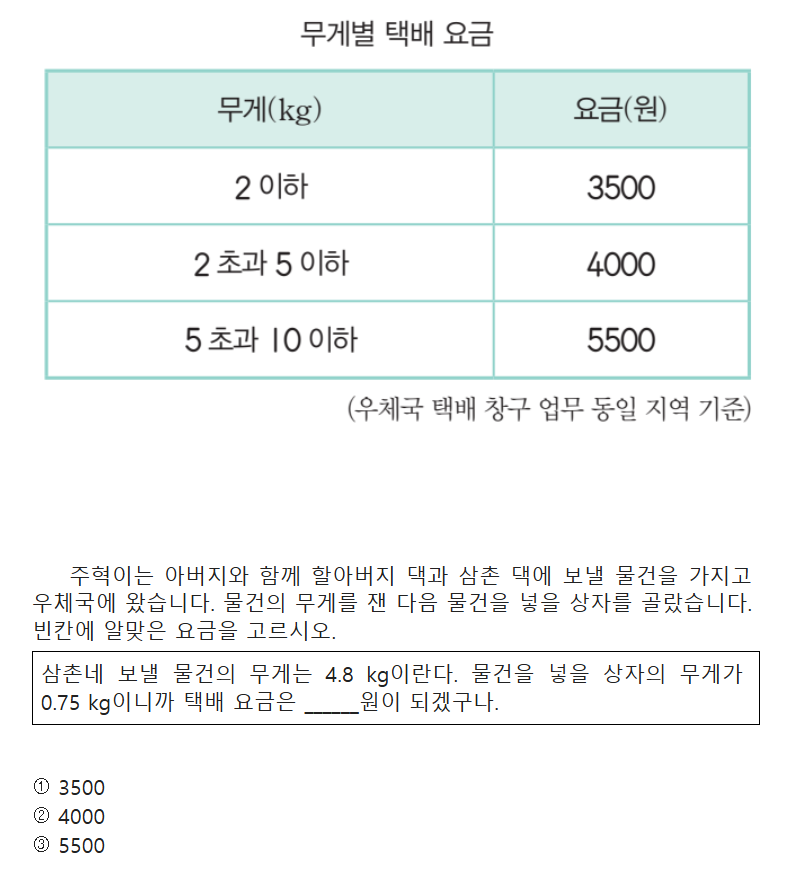 무게별 택배 요금
무게(kg) 요금(원)
2 이하 3500
2 초과 5 이하 4000
5 초과 10 이하 5500
(우체국 택배 창구 업무 동일 지역 기준)
주혁이는 아버지와 함께 할아버지 댁과 삼촌 댁에 보낼 물건을 가지고
우체국에 왔습니다. 물건의 무게를 잰 다음 물건을 넣을 상자를 골랐습니다.
빈칸에 알맞은 요금을 고르시오.
삼촌네 보낼 물건의 무게는 4.8 kg이란다. 물건을 넣을 상자의 무게가
0.75 kg이니까 택배 요금은 ______원이 되겠구나.
① 3500
② 4000
③ 5500